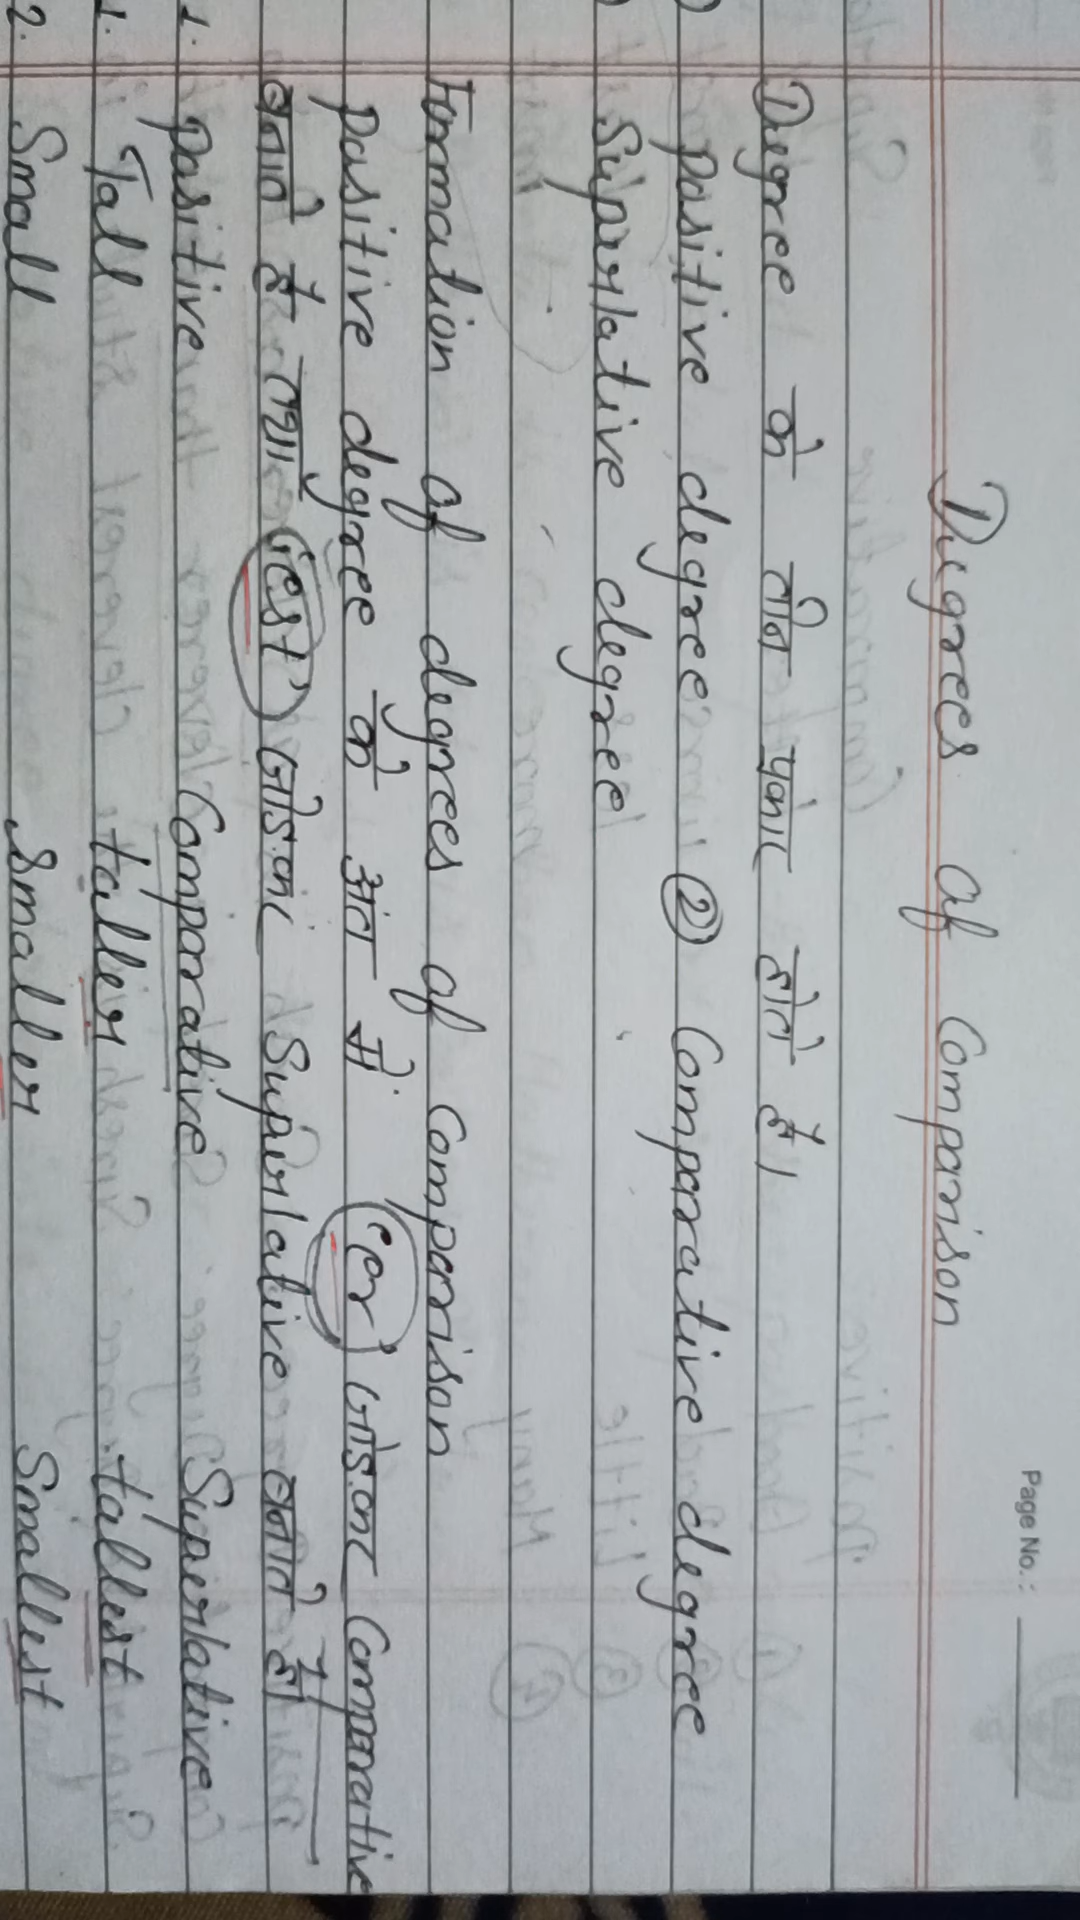 Page No.:
Degrees of Comparison
Degree के तीन प्रकार होते है।
positive degree ② Comparative degree
Superlative degree
Formation of degrees of Comparison
positive degree के अंत में "er" जोड़कर Comparative
बनाते है तथा "est" जोड़कर Superlative बनाते है।
1. positive Comparative Superlative
1. Tall taller tallest
2. Small smaller smallest